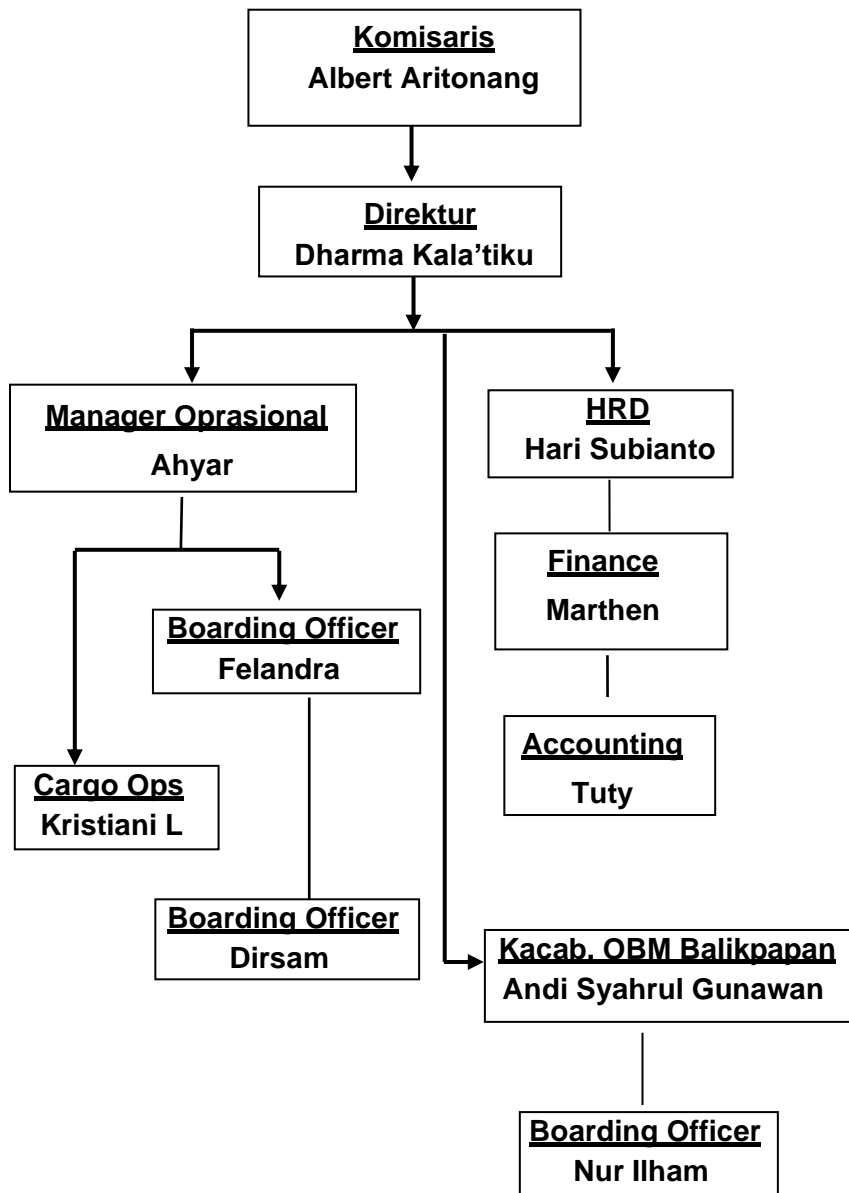 Komisaris
Albert Aritonang
Direktur
Dharma Kala’tiku
Manager Oprasional
Ahyar
HRD
Hari Subianto
Finance
Marthen
Boarding Officer
Felandra
Accounting
Tuty
Cargo Ops
Kristiani L
Boarding Officer
Dirsam
Kacab. OBM Balikpapan
Andi Syahrul Gunawan
Boarding Officer
Nur Ilham